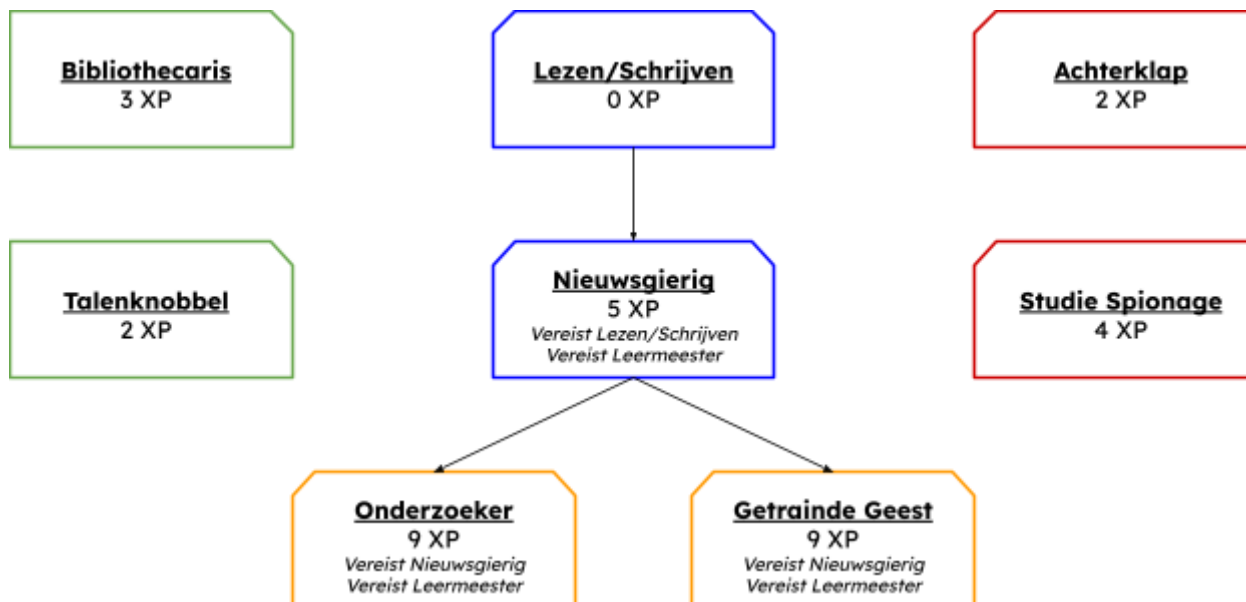 Bibliothecaris
3 XP
Lezen/Schrijven
0 XP
Achterklap
2 XP
Talenknobbel
2 XP
Nieuwsgierig
5 XP
Vereist Lezen/Schrijven
Vereist Leermeester
Studie Spionage
4 XP
Onderzoeker
9 XP
Vereist Nieuwsgierig
Vereist Leermeester
Getrainde Geest
9 XP
Vereist Nieuwsgierig
Vereist Leermeester